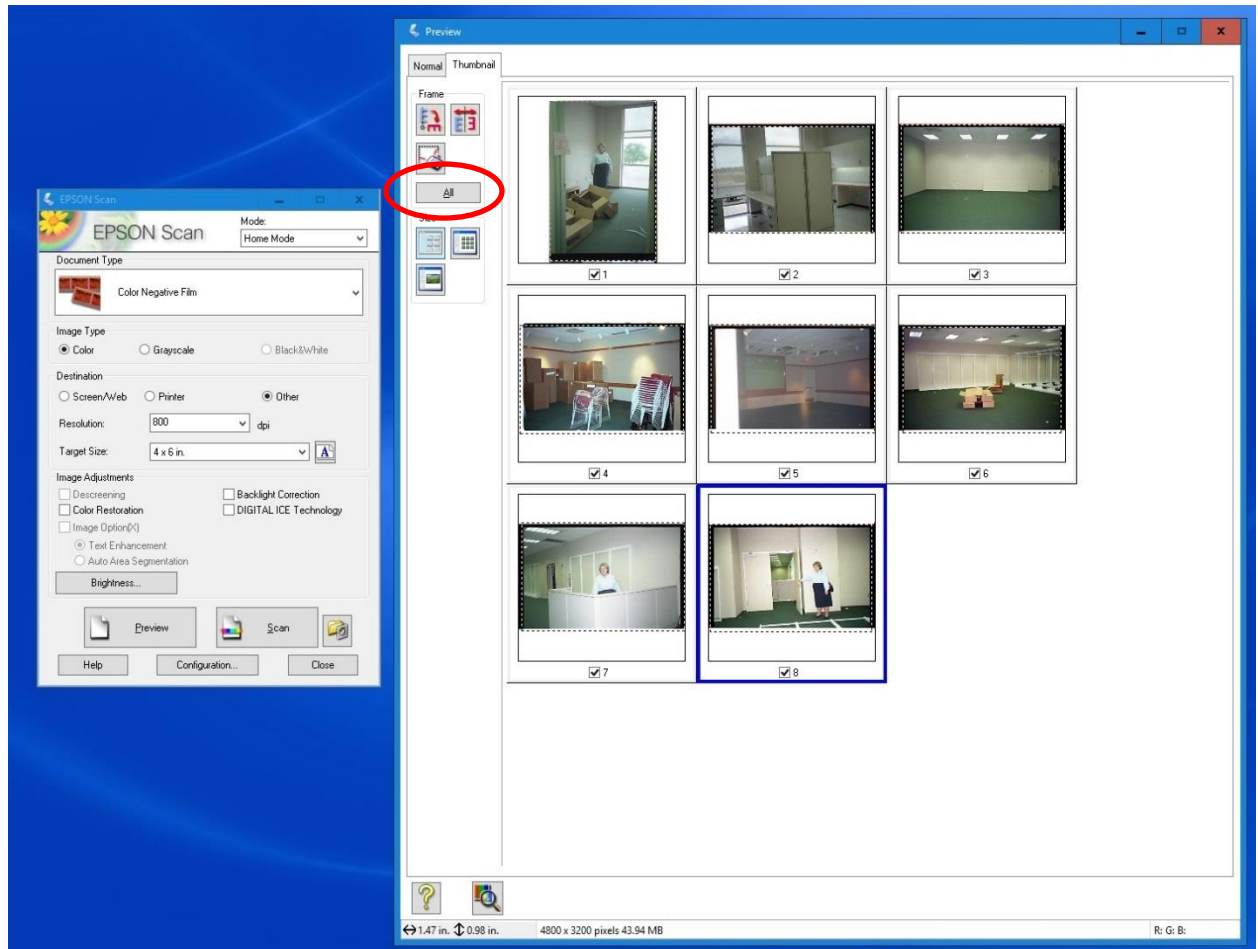 Preview
Normal Thumbnail
Frame
All
1 2 3
4 5 6
7 8
1.47 in. 0.98 in. 4800 x 3200 pixels 43.94 MB R: G: B:
EPSON Scan
EPSON Scan
Mode:
Home Mode
Document Type
Color Negative Film
Image Type
Color Grayscale Black&White
Destination
Screen/Web Printer Other
Resolution: 800 dpi
Target Size: 4 x 6 in. A
Image Adjustments
Descreening Backlight Correction
Color Restoration DIGITAL ICE Technology
Image Option(X)
Text Enhancement
Auto Area Segmentation
Brightness...
Preview Scan
Help Configuration... Close